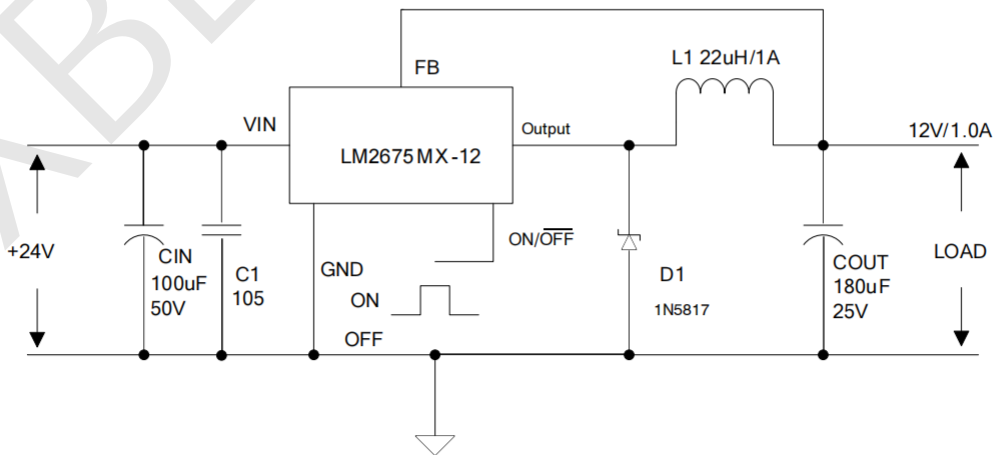 FB
L1 22uH/1A
VIN
Output
12V/1.0A
LM2675MX-12
+24V
ON/OFF
LOAD
CIN
100uF
50V
C1
105
GND
ON
OFF
D1
1N5817
COUT
180uF
25V